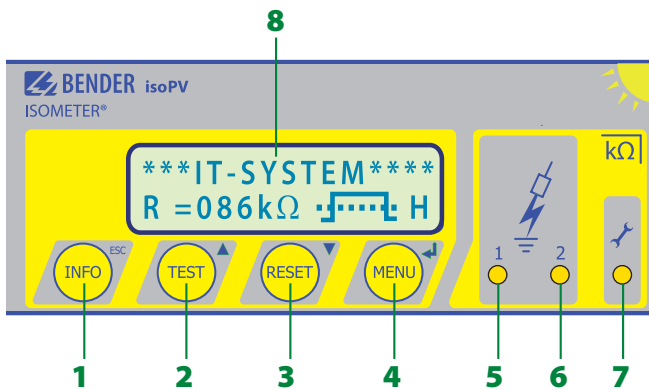 8
BENDER isoPV
ISOMETER®
kΩ
***IT-SYSTEM****
R =086kΩ H
1 2
INFO ESC TEST RESET MENU
1 2 3 4 5 6 7